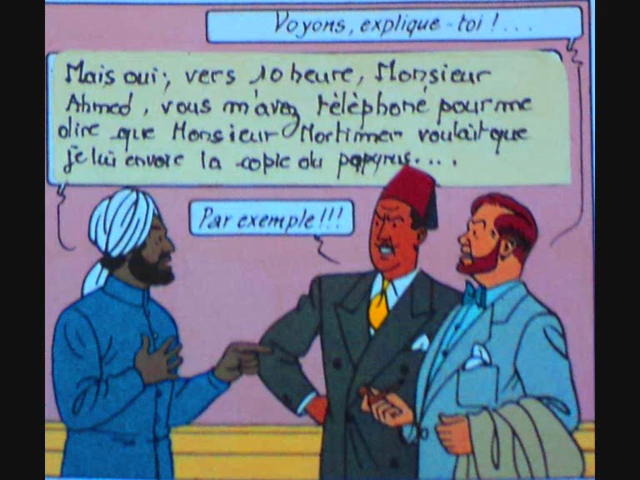 Voyons, explique-toi!...
Mais oui; vers 10 heure, Monsieur
Ahmed, vous m'avez tèlèphonè pour me
dire que Monsieur Mortimer voulait que
je lui envoie la copie du papyrus...
Par exemple!!!